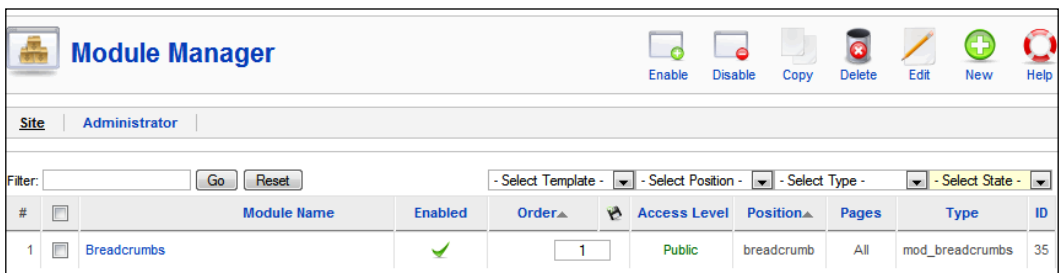 Module Manager
Enable Disable Copy Delete Edit New Help
Site Administrator
Filter: Go Reset - Select Template - - Select Position - - Select Type - - Select State -
# Module Name Enabled Order Access Level Position Pages Type ID
1 Breadcrumbs 1 Public breadcrumb All mod_breadcrumbs 35